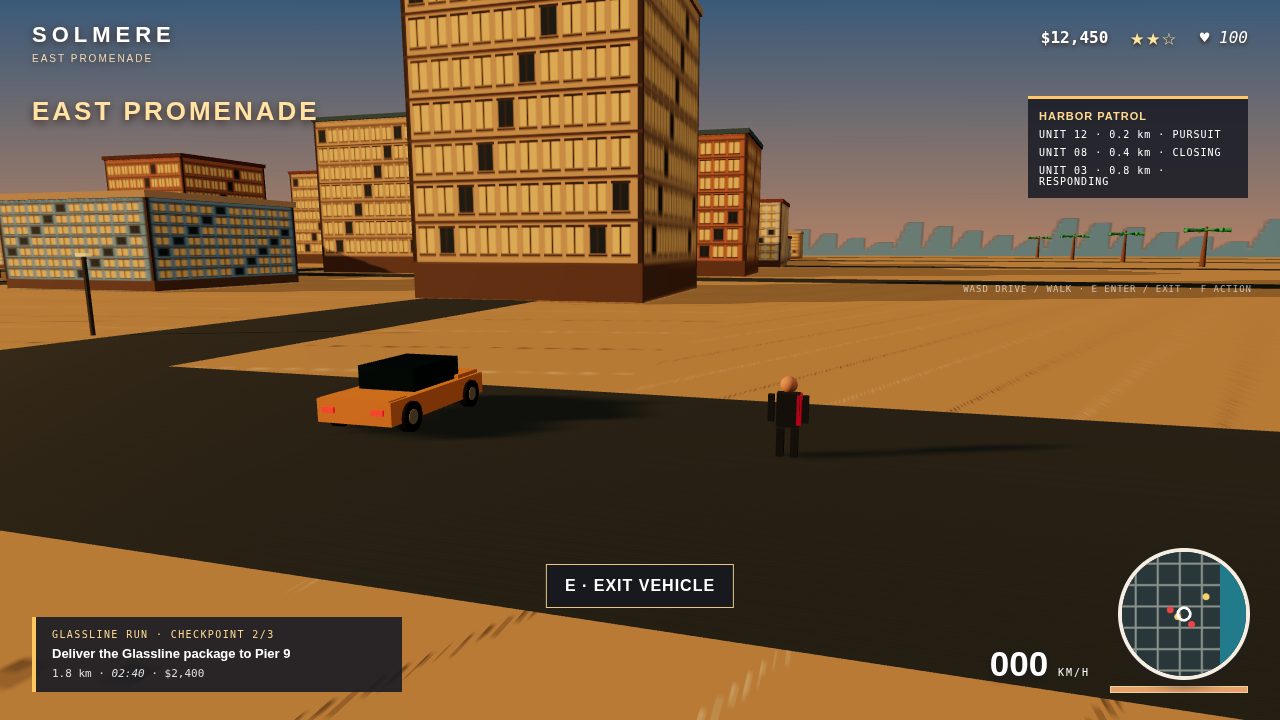 SOLMERE
EAST PROMENADE
EAST PROMENADE
$12,450 ★★☆ ♥ 100
HARBOR PATROL
UNIT 12 · 0.2 km · PURSUIT
UNIT 08 · 0.4 km · CLOSING
UNIT 03 · 0.8 km ·
RESPONDING
WASD DRIVE / WALK · E ENTER / EXIT · F ACTION
E · EXIT VEHICLE
GLASSLINE RUN · CHECKPOINT 2/3
Deliver the Glassline package to Pier 9
1.8 km · 02:40 · $2,400
000 KM/H